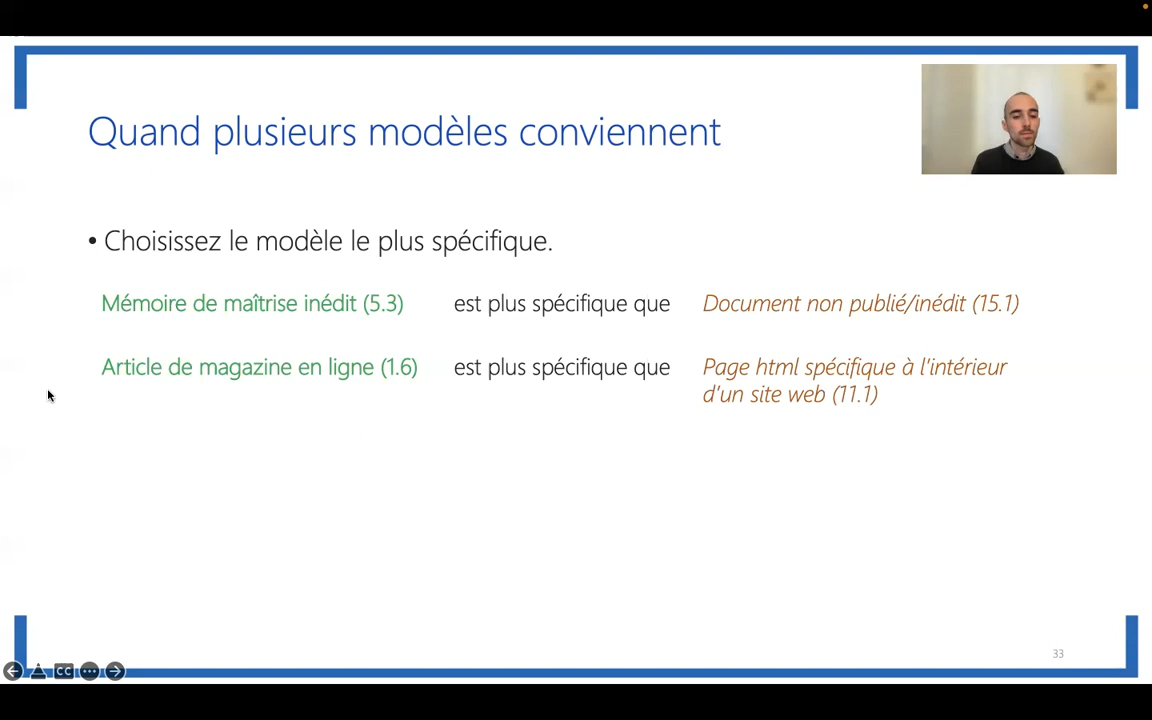 Quand plusieurs modèles conviennent
• Choisissez le modèle le plus spécifique.
Mémoire de maîtrise inédit (5.3) est plus spécifique que Document non publié/inédit (15.1)
Article de magazine en ligne (1.6) est plus spécifique que Page html spécifique à l'intérieur
d'un site web (11.1)
33
CC